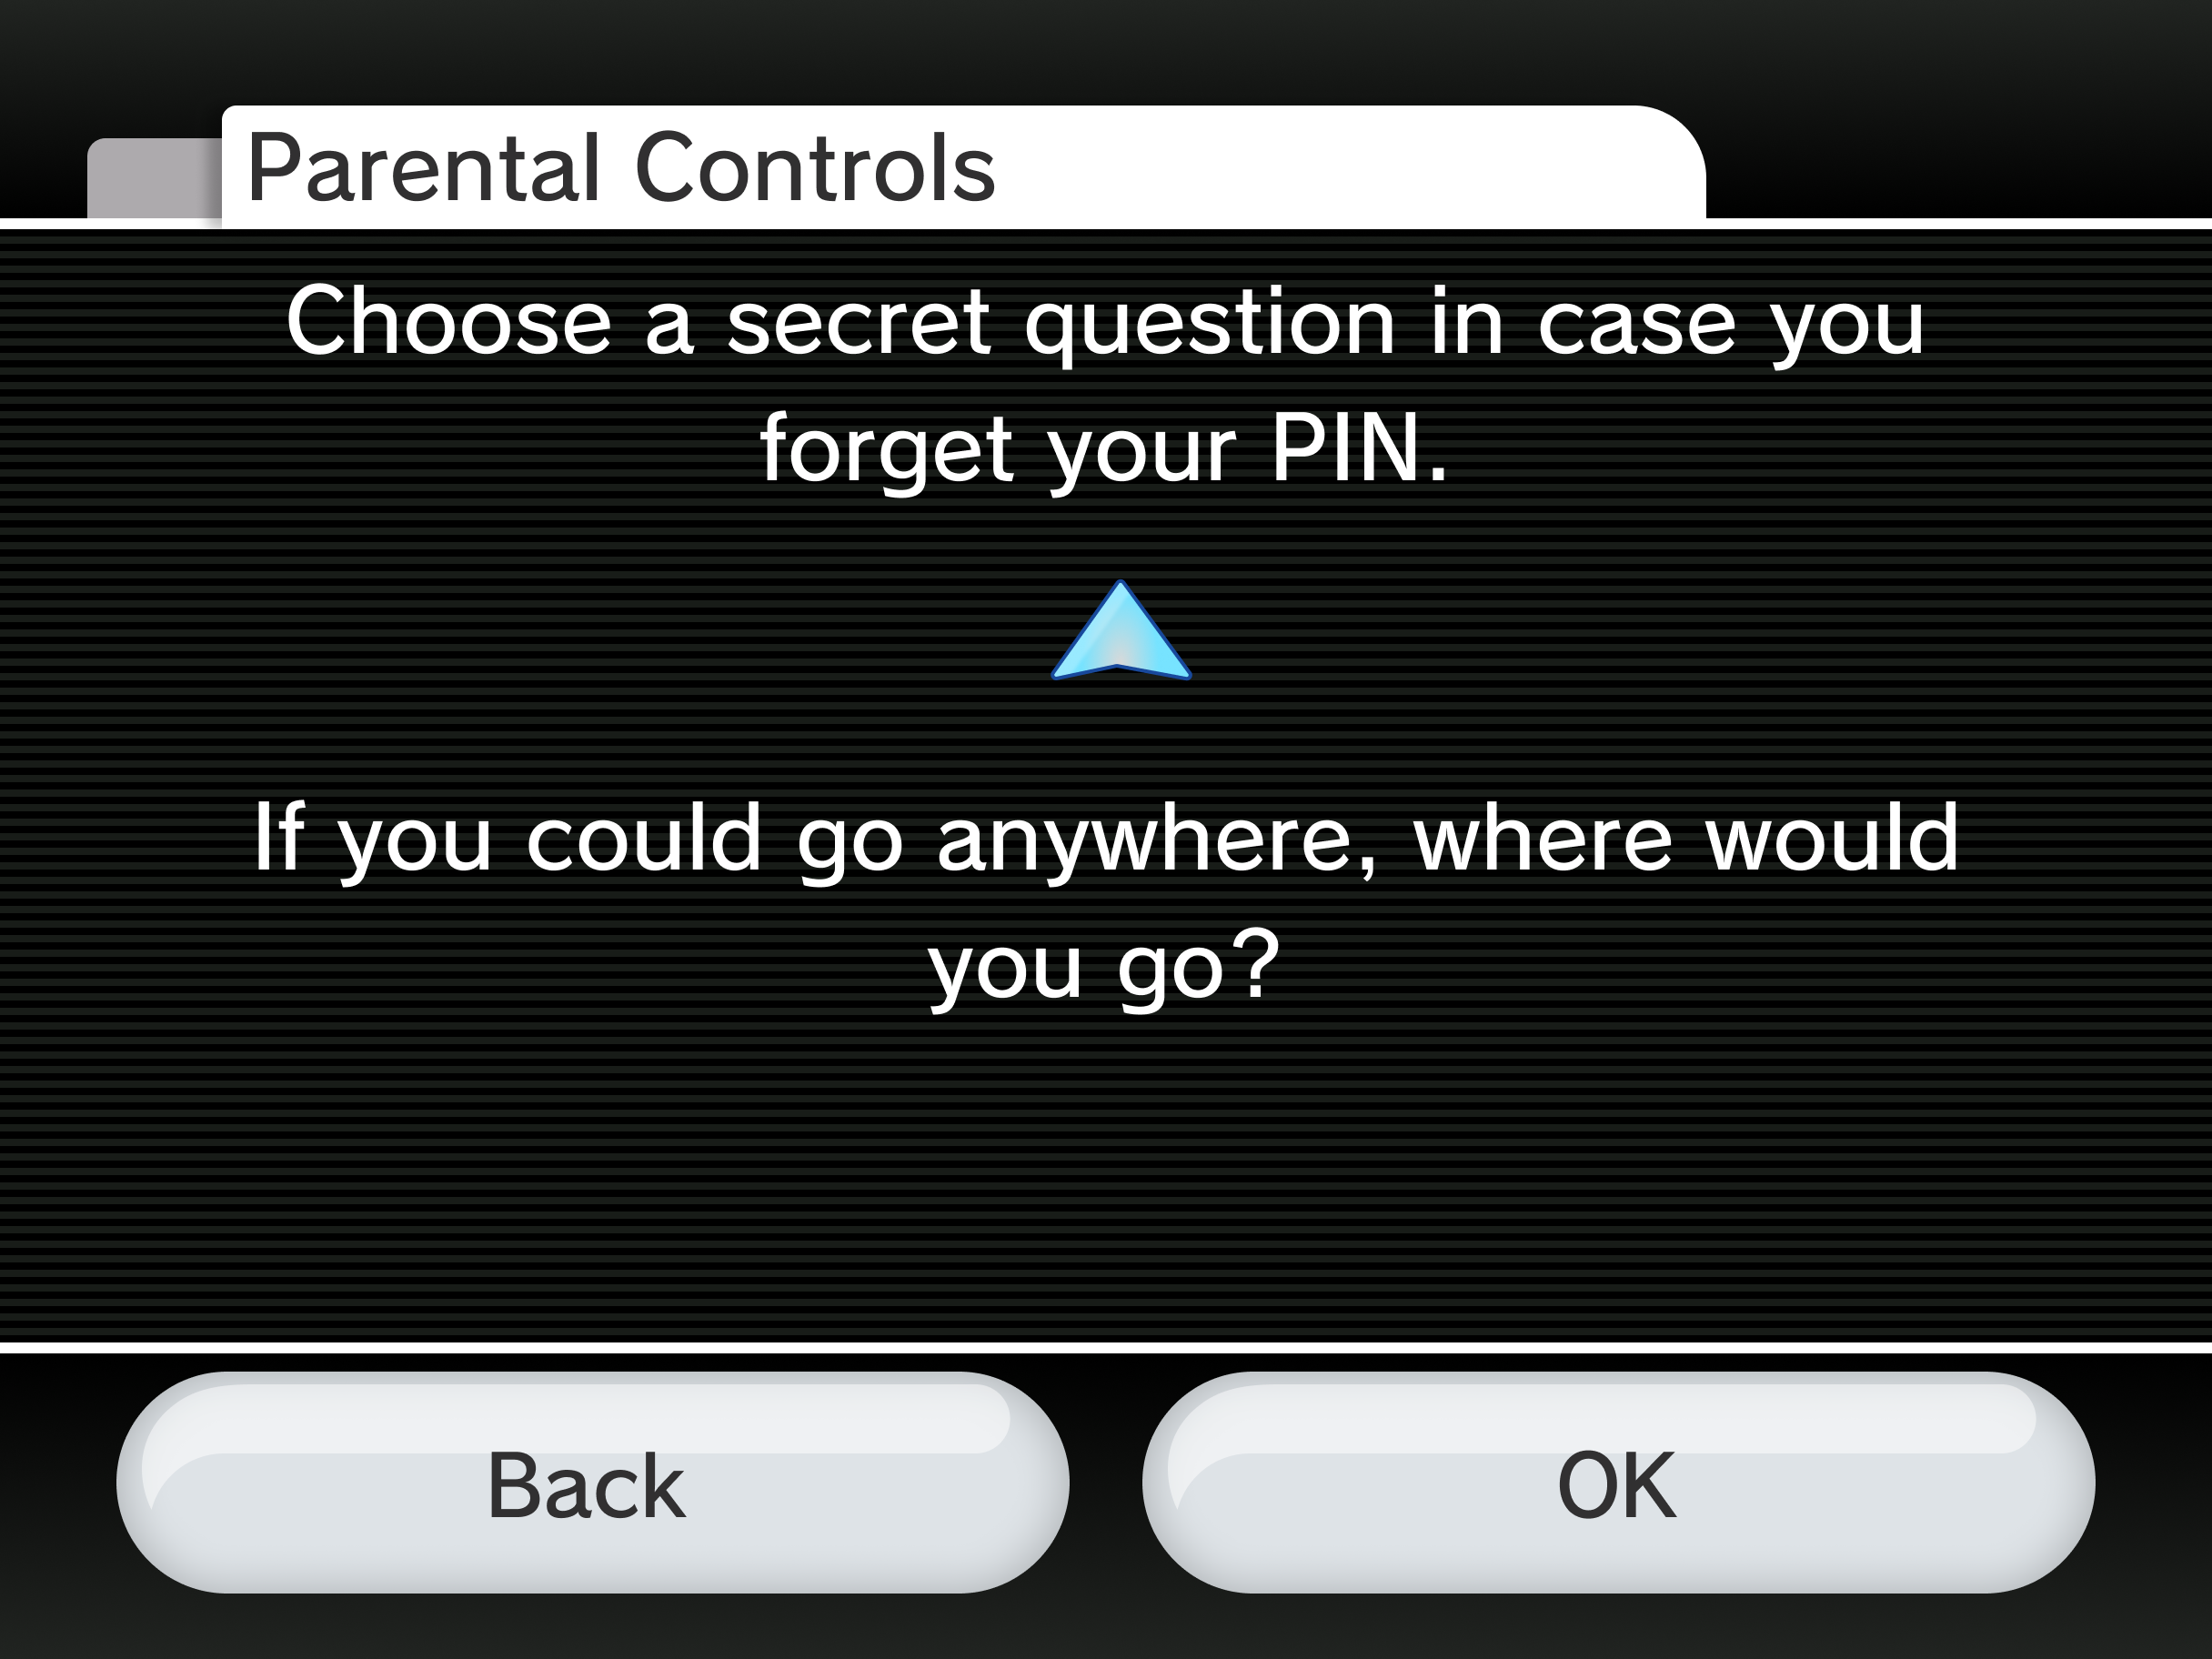 Parental Controls
Choose a secret question in case you
forget your PIN.
If you could go anywhere, where would
you go?
Back
OK